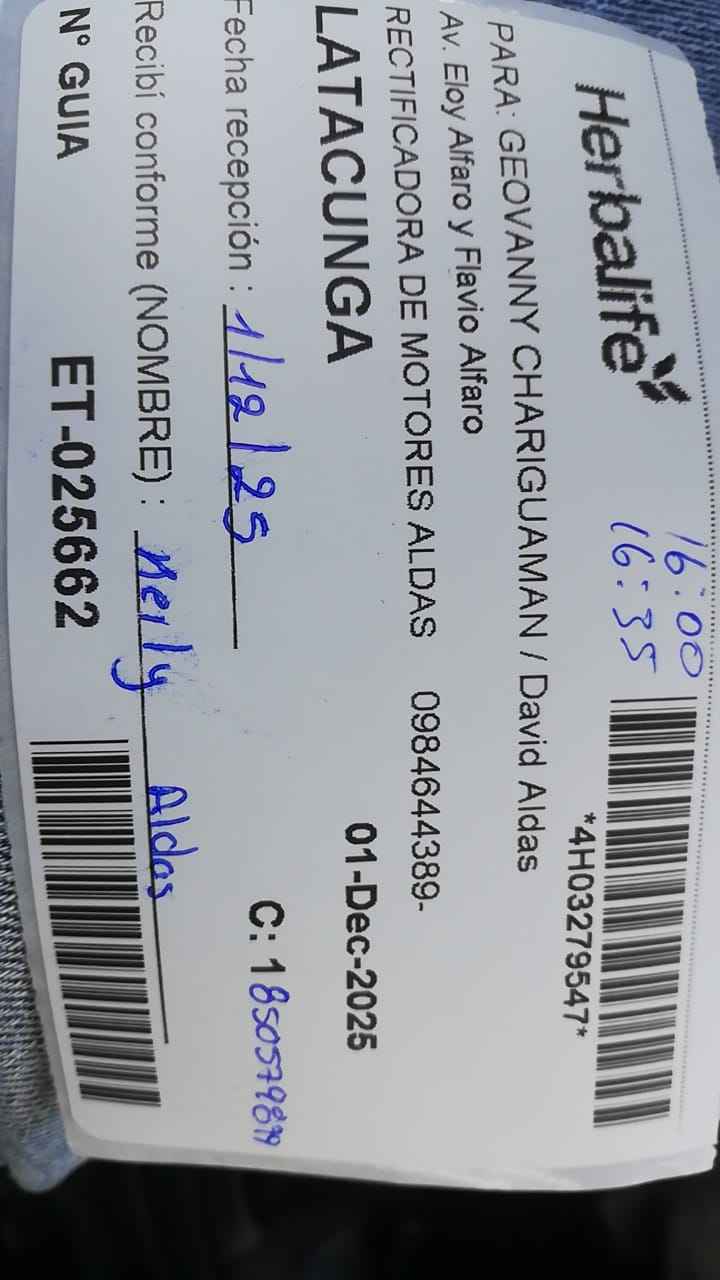 Herbalife
16:00
16:35
*4H03279547*
PARA: GEOVANNY CHARIGUAMAN / David Aldas
Av. Eloy Alfaro y Flavio Alfaro
RECTIFICADORA DE MOTORES ALDAS 0984644389-
LATACUNGA 01-Dec-2025
Fecha recepción : 1/12/25 C: 1
Recibí conforme (NOMBRE) : Nerly Aldas
N° GUIA ET-025662